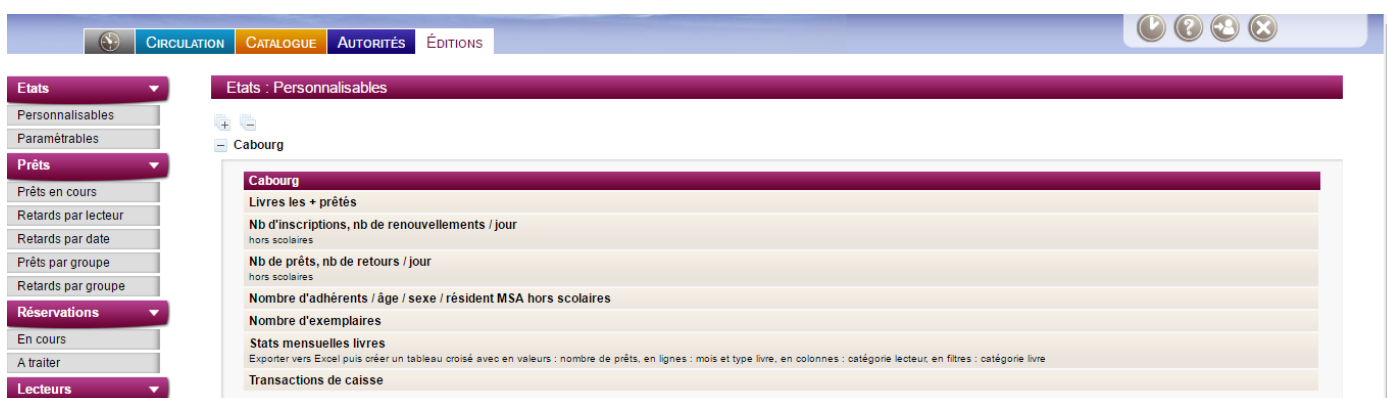 Circulation Catalogue Autorités Éditions
Etats
Personnalisables
Paramétrables
Prêts
Prêts en cours
Retards par lecteur
Retards par date
Prêts par groupe
Retards par groupe
Réservations
En cours
A traiter
Lecteurs
Etats : Personnalisables
Cabourg
Cabourg
Livres les + prêtés
Nb d'inscriptions, nb de renouvellements / jour
hors scolaires
Nb de prêts, nb de retours / jour
hors scolaires
Nombre d'adhérents / âge / sexe / résident MSA hors scolaires
Nombre d'exemplaires
Stats mensuelles livres
Exporter vers Excel puis créer un tableau croisé avec en valeurs : nombre de prêts, en lignes : mois et type livre, en colonnes : catégorie lecteur, en filtres : catégorie livre
Transactions de caisse